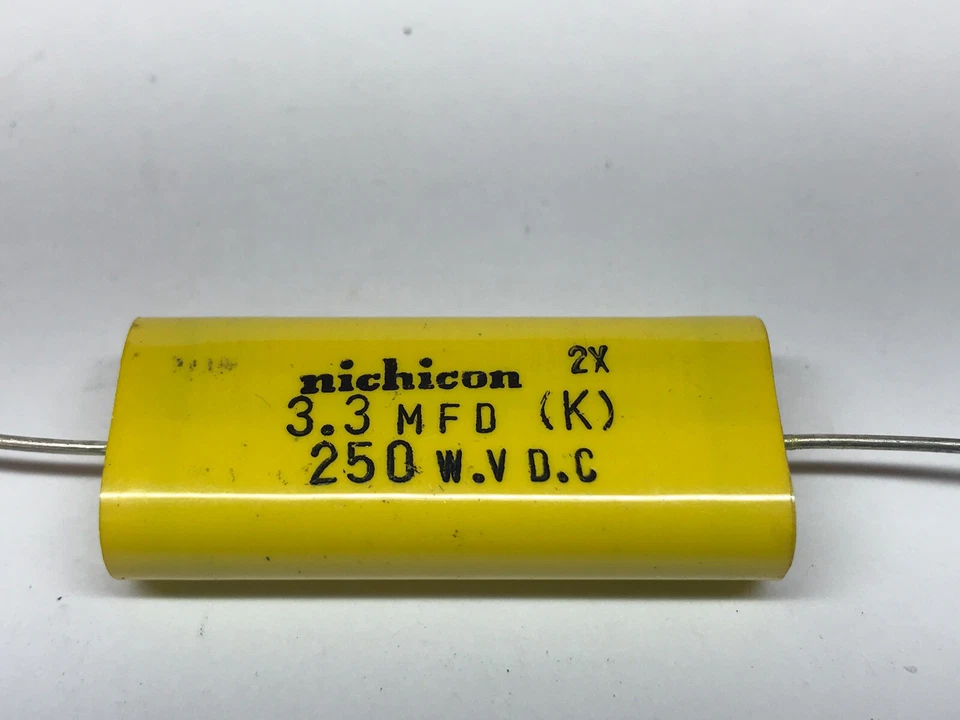 nichicon 2X
3.3 MFD (K)
250 W.V D.C